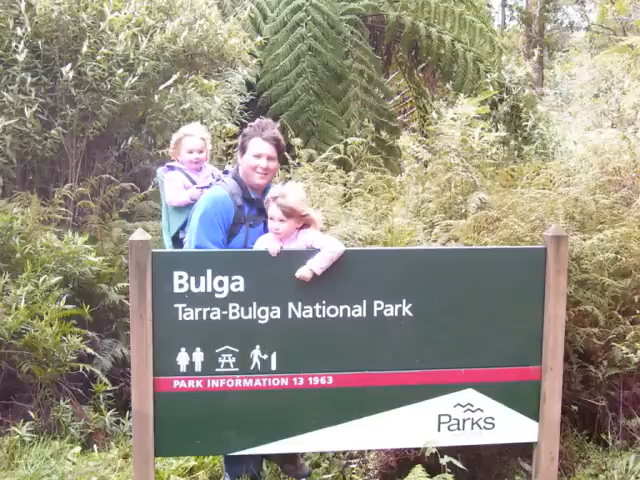 Bulga
Tarra-Bulga National Park
PARK INFORMATION 13 1963
Parks